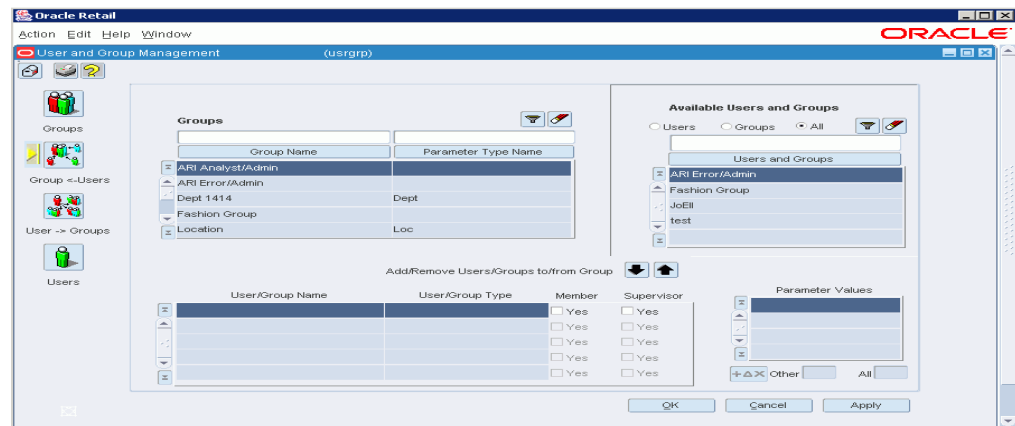 Oracle Retail
Action Edit Help Window
ORACLE
User and Group Management (usrgrp)
Groups
Group <-Users
User -> Groups
Users
Groups
Group Name Parameter Type Name
ARI Analyst/Admin
ARI Error/Admin
Dept 1414 Dept
Fashion Group
Location Loc
Available Users and Groups
Users Groups All
Users and Groups
ARI Error/Admin
Fashion Group
JoEll
test
Add/Remove Users/Groups to/from Group
User/Group Name User/Group Type Member Supervisor
Yes Yes
Yes Yes
Yes Yes
Yes Yes
Yes Yes
Parameter Values
Other All
OK Cancel Apply